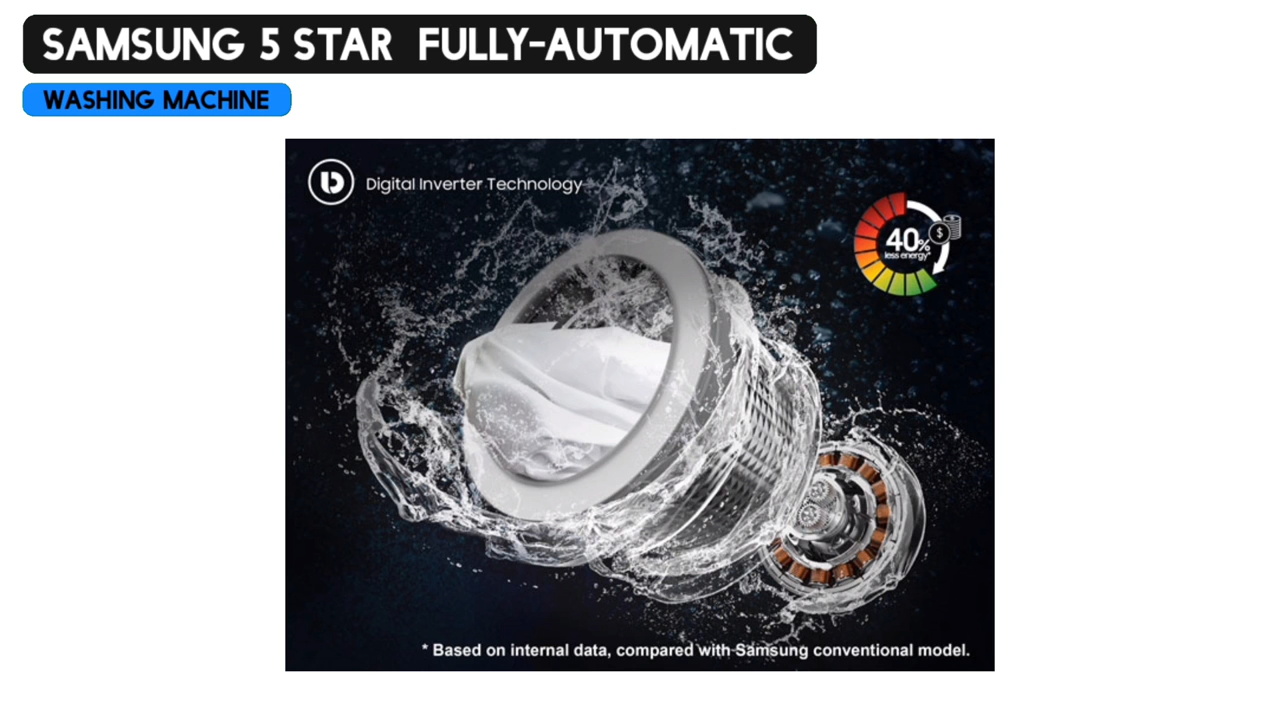 SAMSUNG 5 STAR FULLY-AUTOMATIC
WASHING MACHINE
Digital Inverter Technology
40%
less energy*
$
* Based on internal data, compared with Samsung conventional model.